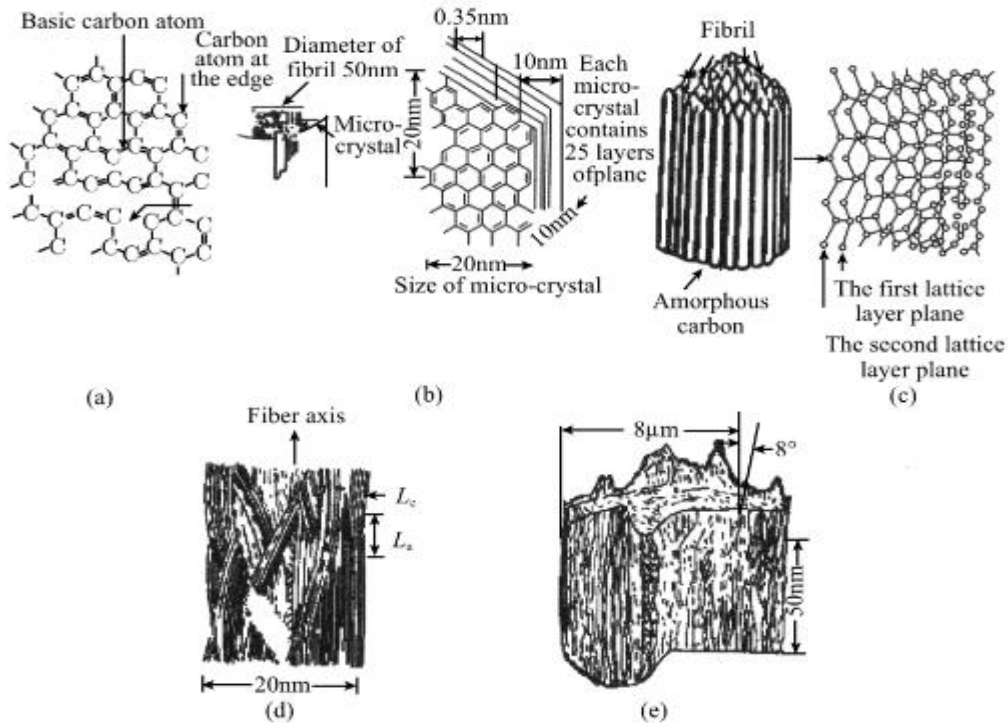 Basic carbon atom
Carbon
atom at
the edge
C C C C C C C C C C C C C C C C C C C C C C C C C C C C C C C C C C
(a)
Diameter of
fibril 50nm
Micro-
crystal
0.35nm
10nm
20nm
Each
micro-
crystal
contains
25 layers
ofplane
10nm
20nm
Size of micro-crystal
(b)
Fibril
Amorphous
carbon
The first lattice
layer plane
The second lattice
layer plane
(c)
Fiber axis
Lc
La
20nm
(d)
8μm
8°
50nm
(e)